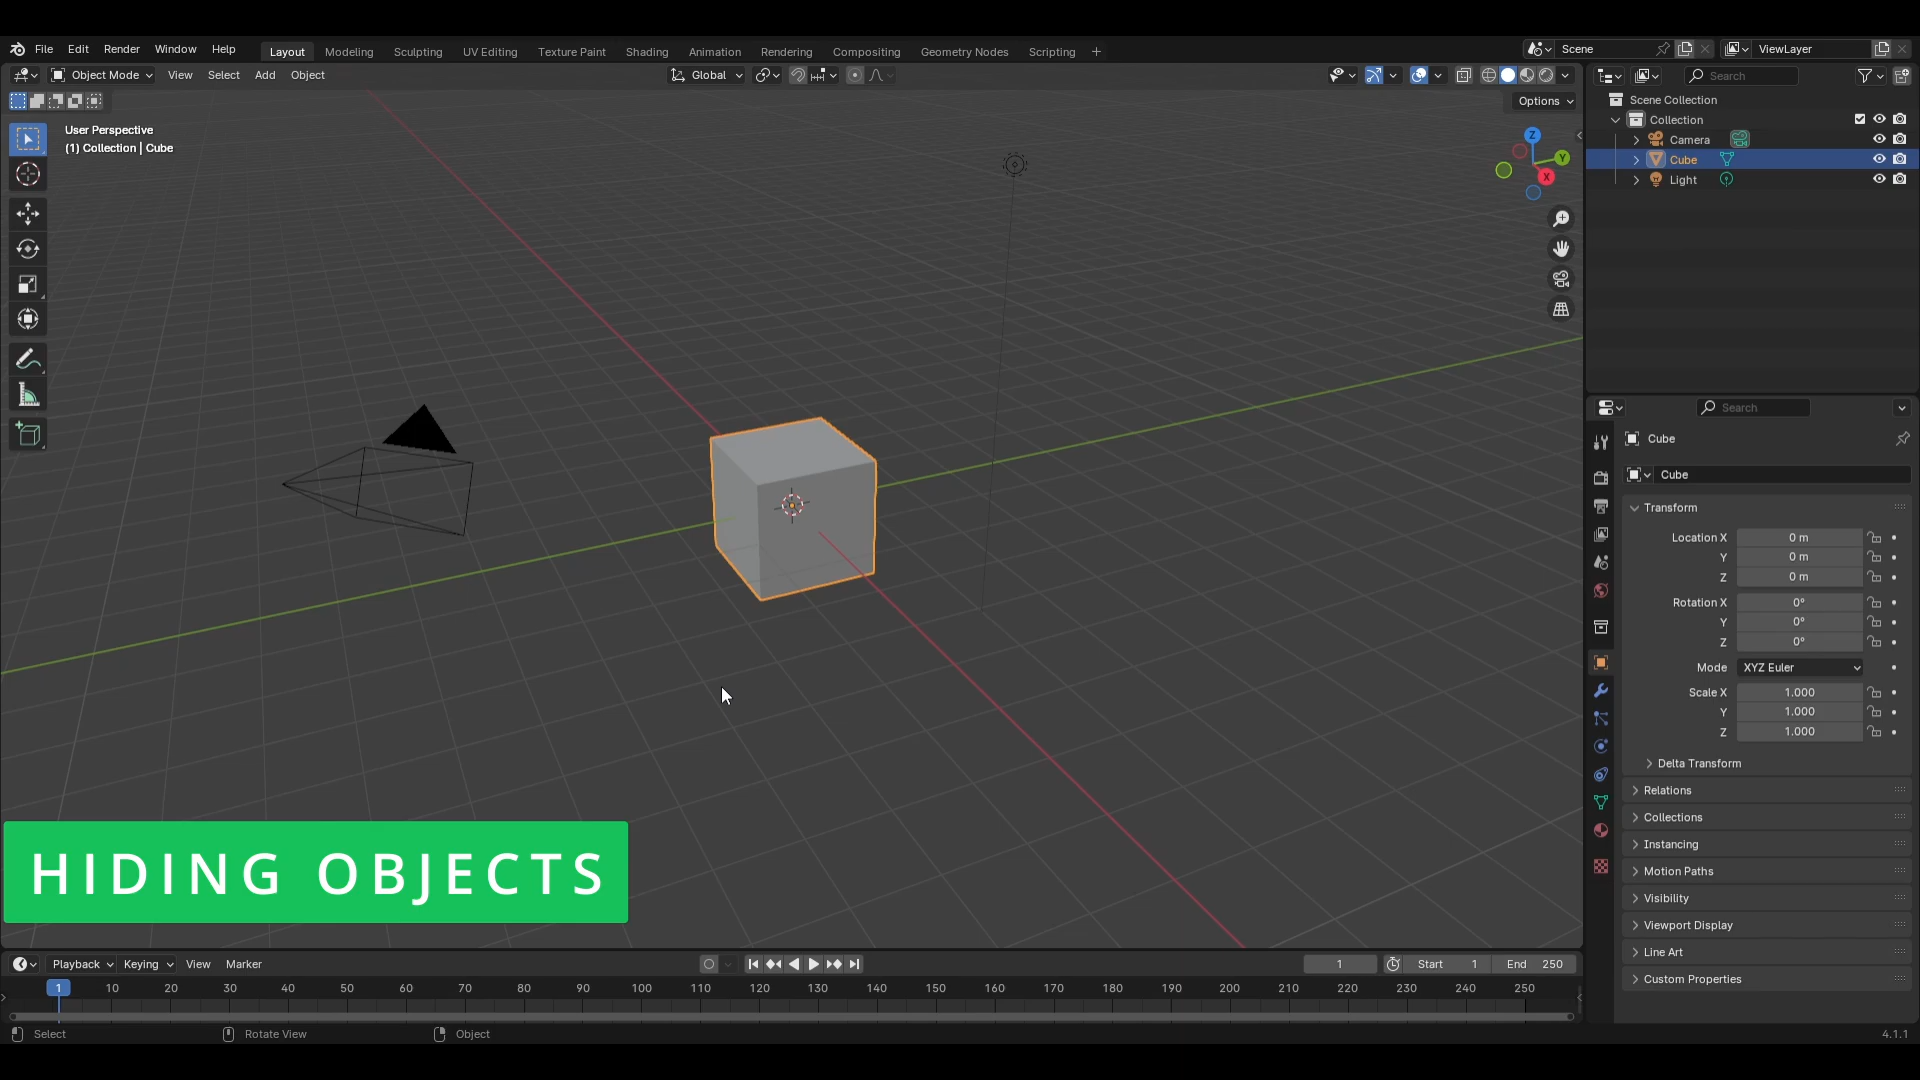 File Edit Render Window Help Layout Modeling Sculpting UV Editing Texture Paint Shading Animation Rendering Compositing Geometry Nodes Scripting + Scene ViewLayer
Object Mode View Select Add Object Global Search
Options
User Perspective
(1) Collection | Cube
Z
Y
X
Scene Collection
Collection
Camera
Cube
Light
Search
Cube
Cube
Transform
Location X 0 m
Y 0 m
Z 0 m
Rotation X 0°
Y 0°
Z 0°
Mode XYZ Euler
Scale X 1.000
Y 1.000
Z 1.000
Delta Transform
Relations
Collections
Instancing
Motion Paths
Visibility
Viewport Display
Line Art
Custom Properties
HIDING OBJECTS
Playback Keying View Marker 1 Start 1 End 250
1 10 20 30 40 50 60 70 80 90 100 110 120 130 140 150 160 170 180 190 200 210 220 230 240 250
Select Rotate View Object 4.1.1